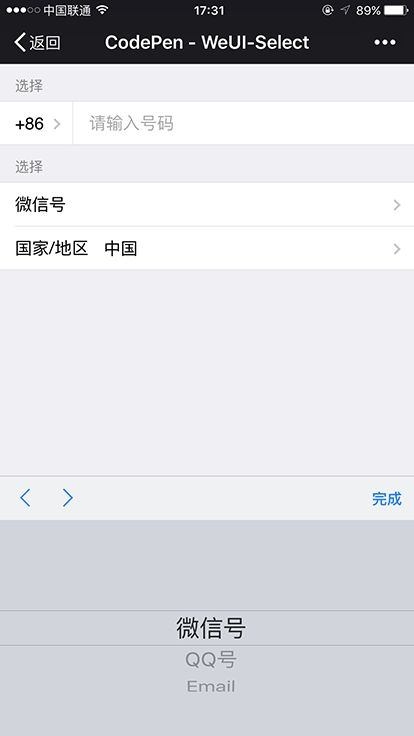 中国联通 17:31 89%
返回 CodePen - WeUI-Select
选择
+86 请输入号码
选择
微信号
国家/地区 中国
完成
微信号
QQ号
Email